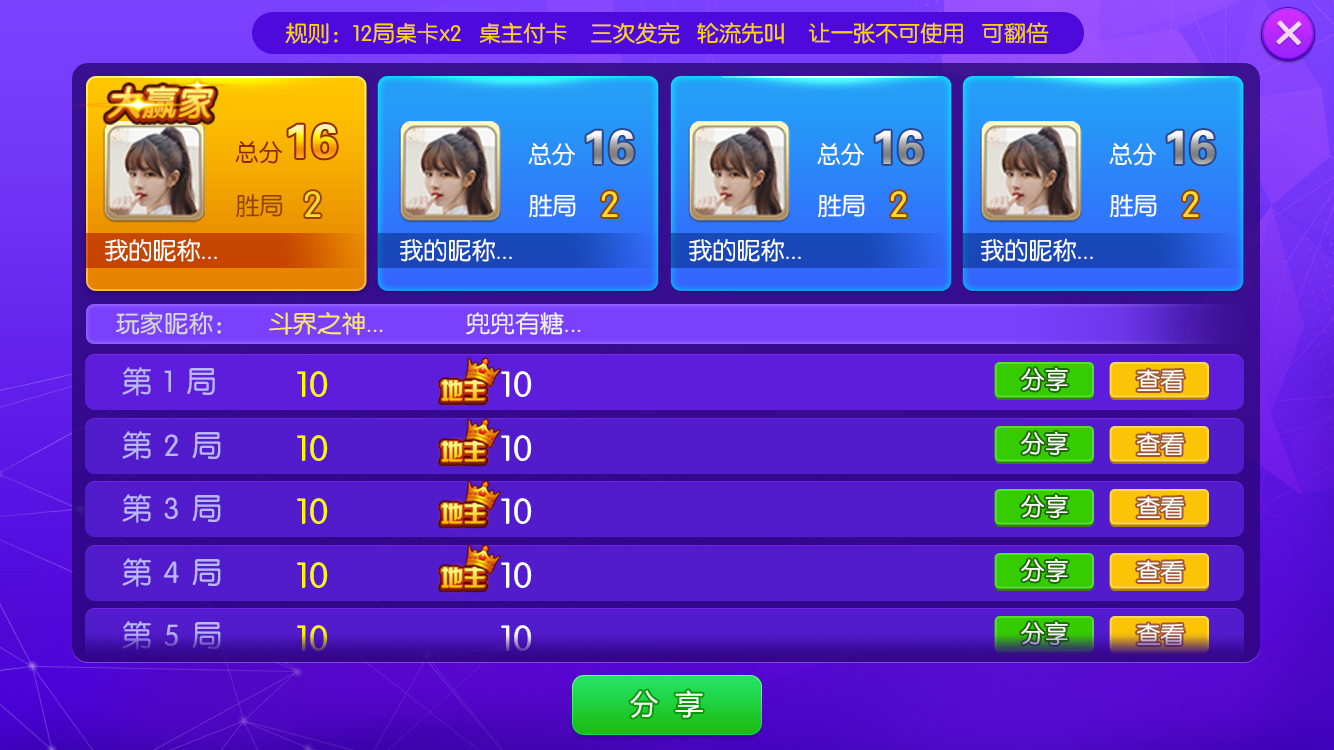 规则：12局桌卡x2 桌主付卡 三次发完 轮流先叫 让一张不可使用 可翻倍
大赢家
总分 16
胜局 2
我的昵称...
总分 16
胜局 2
我的昵称...
总分 16
胜局 2
我的昵称...
总分 16
胜局 2
我的昵称...
玩家昵称： 斗界之神... 兜兜有糖...
第 1 局 10 地主 10 分享 查看
第 2 局 10 地主 10 分享 查看
第 3 局 10 地主 10 分享 查看
第 4 局 10 地主 10 分享 查看
第 5 局 10 10 分享 查看
分 享